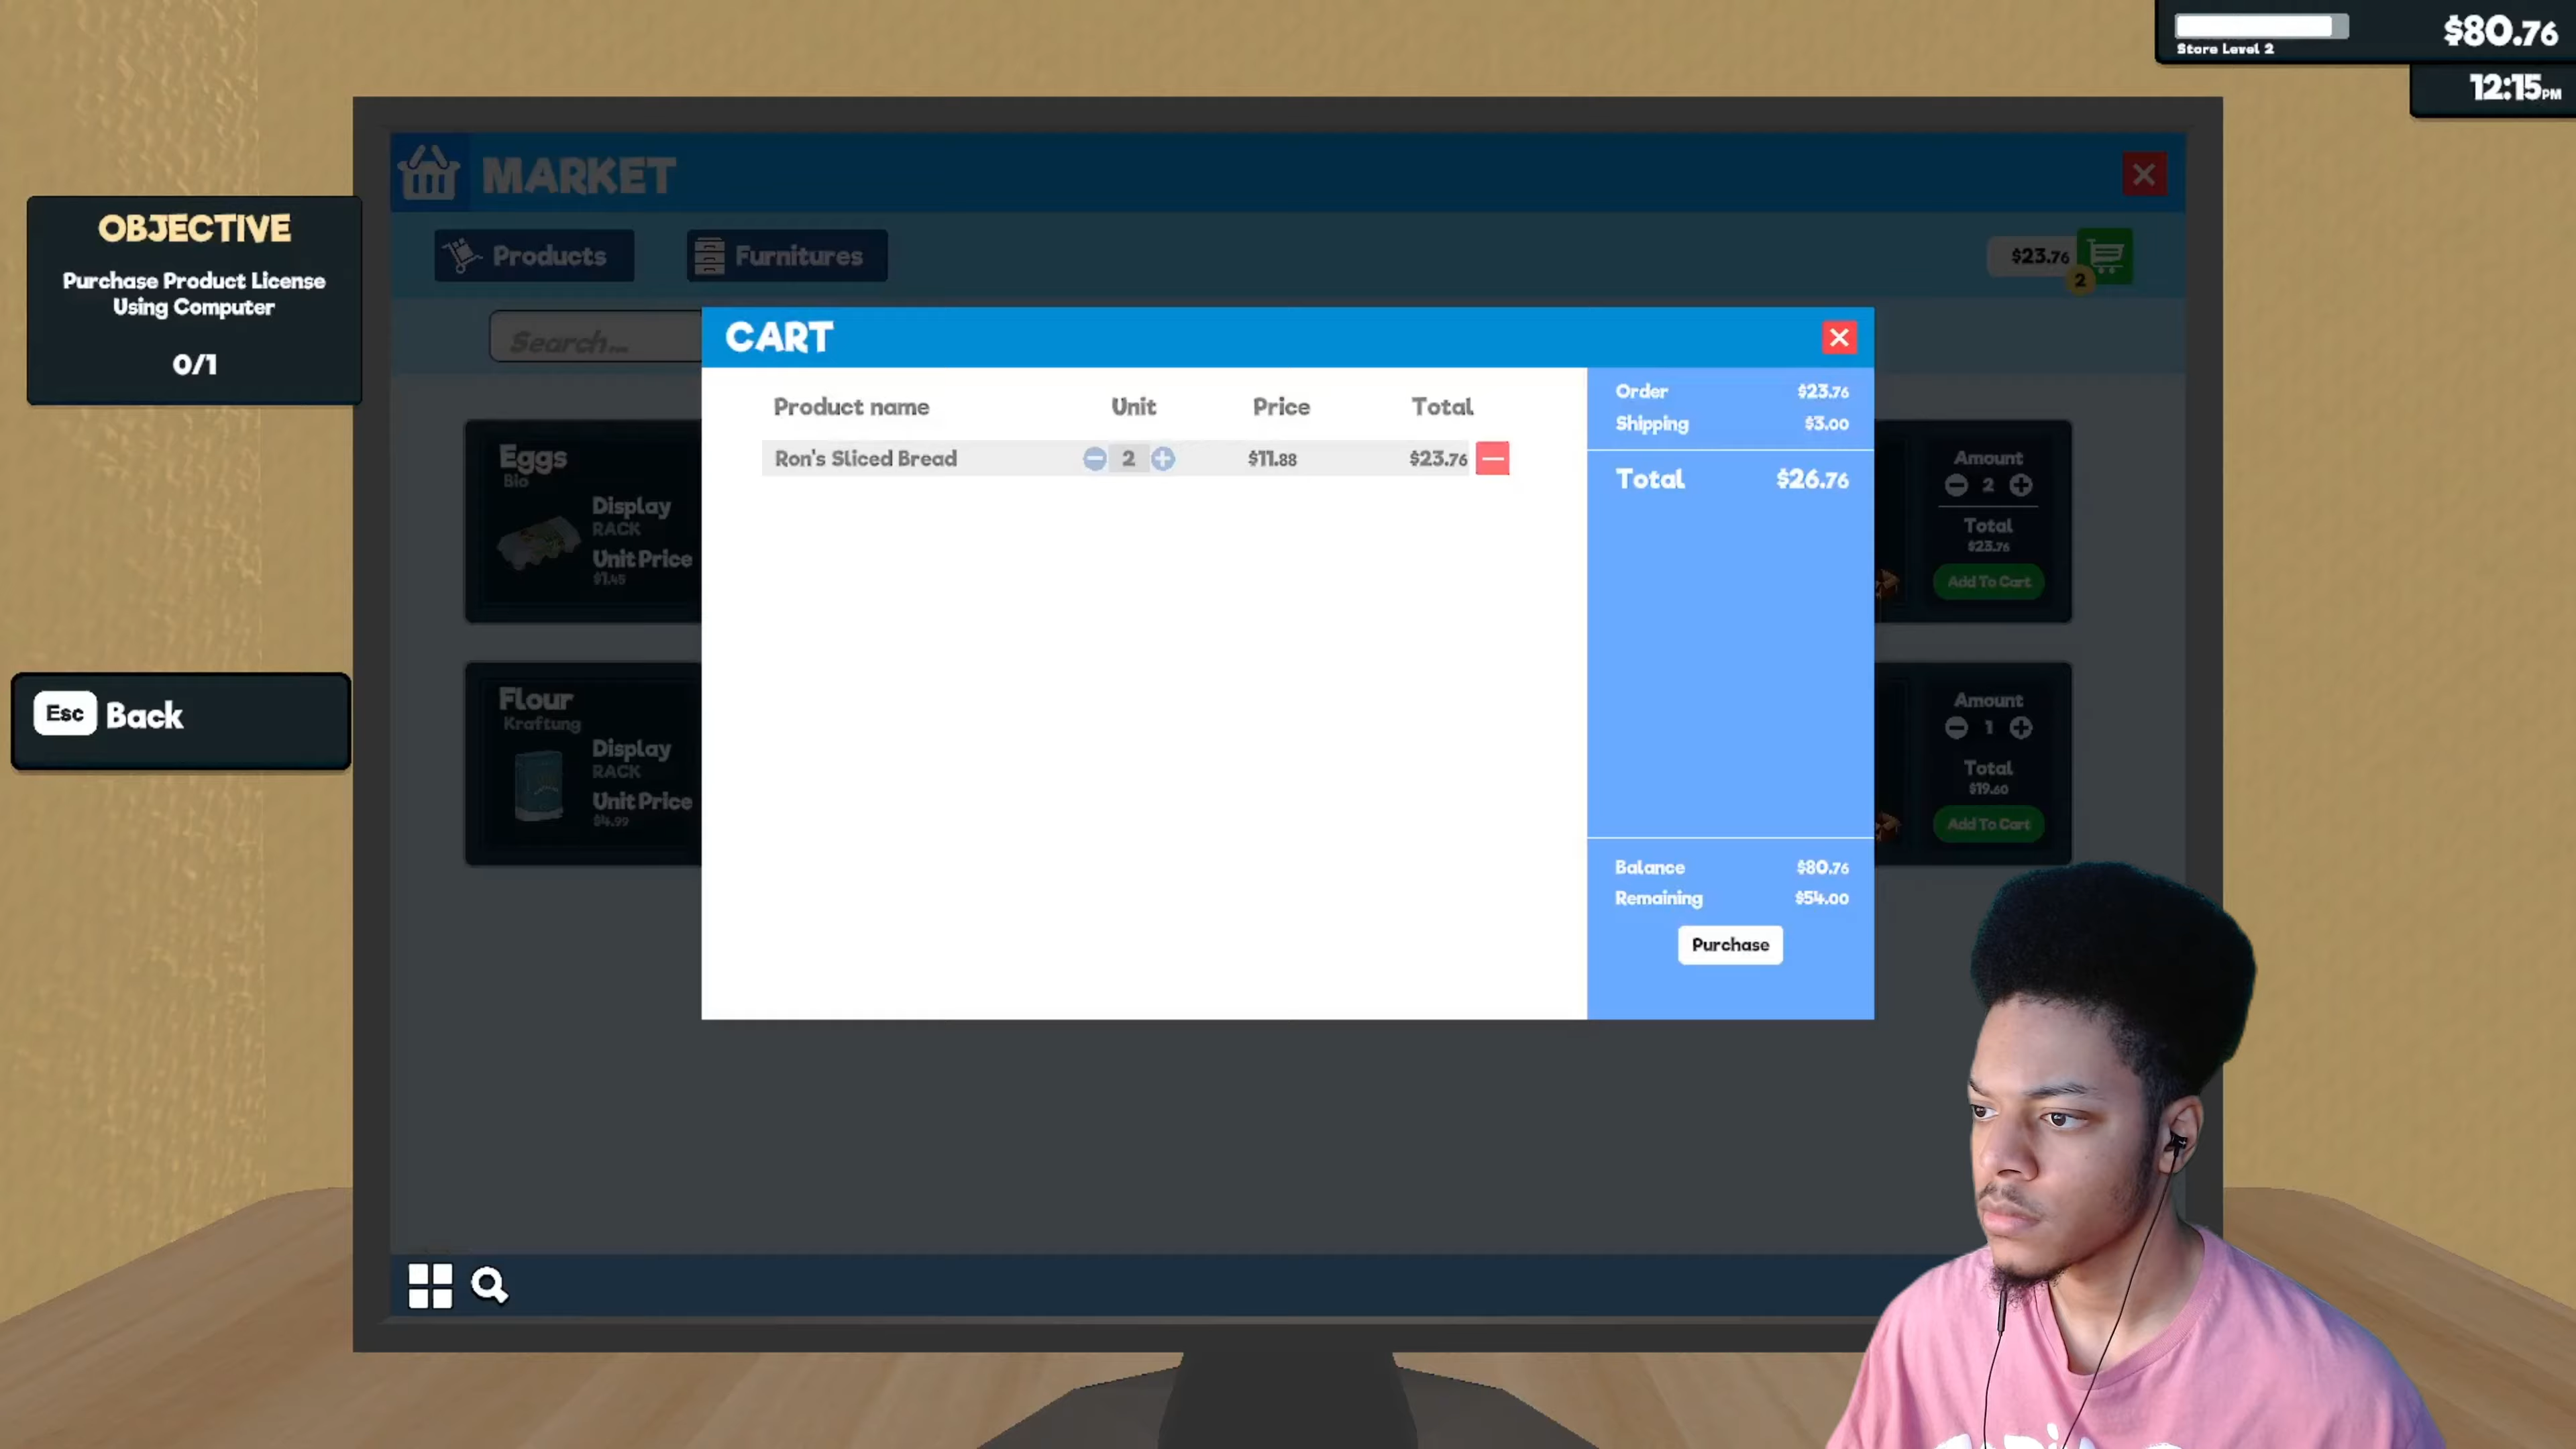 $80.76
Store Level 2
12:15PM
MARKET
OBJECTIVE
Purchase Product License
Using Computer
0/1
Products
Furnitures
$23.76
2
Search...
CART
Product name Unit Price Total
Ron's Sliced Bread 2 $11.88 $23.76
Order $23.76
Shipping $3.00
Total $26.76
Balance $80.76
Remaining $54.00
Purchase
Eggs
Bio
Display
RACK
Unit Price
$1.45
Amount
2
Total
$23.76
Add To Cart
Flour
Kraftung
Display
RACK
Unit Price
$4.99
Amount
1
Total
$19.60
Add To Cart
Esc Back